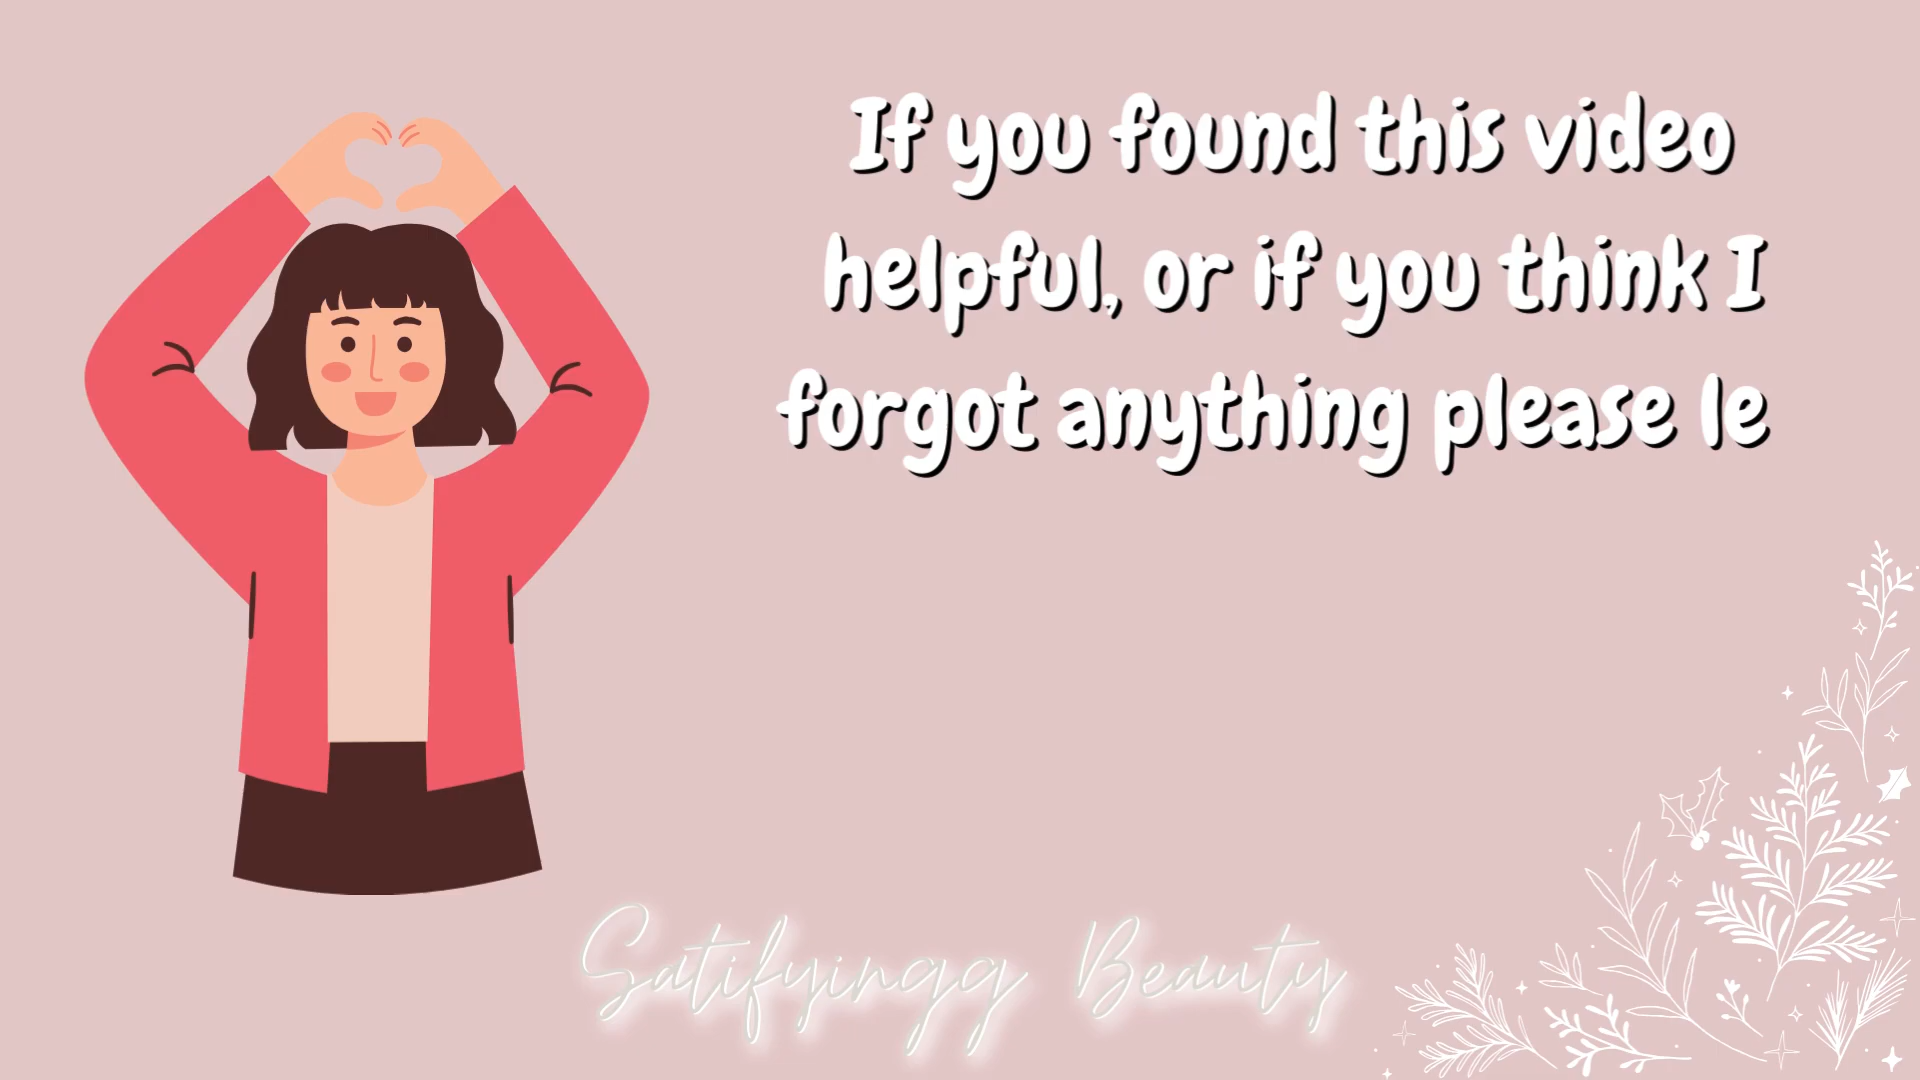 If you found this video
helpful, or if you think I
forgot anything please le
Satifyingg Beauty